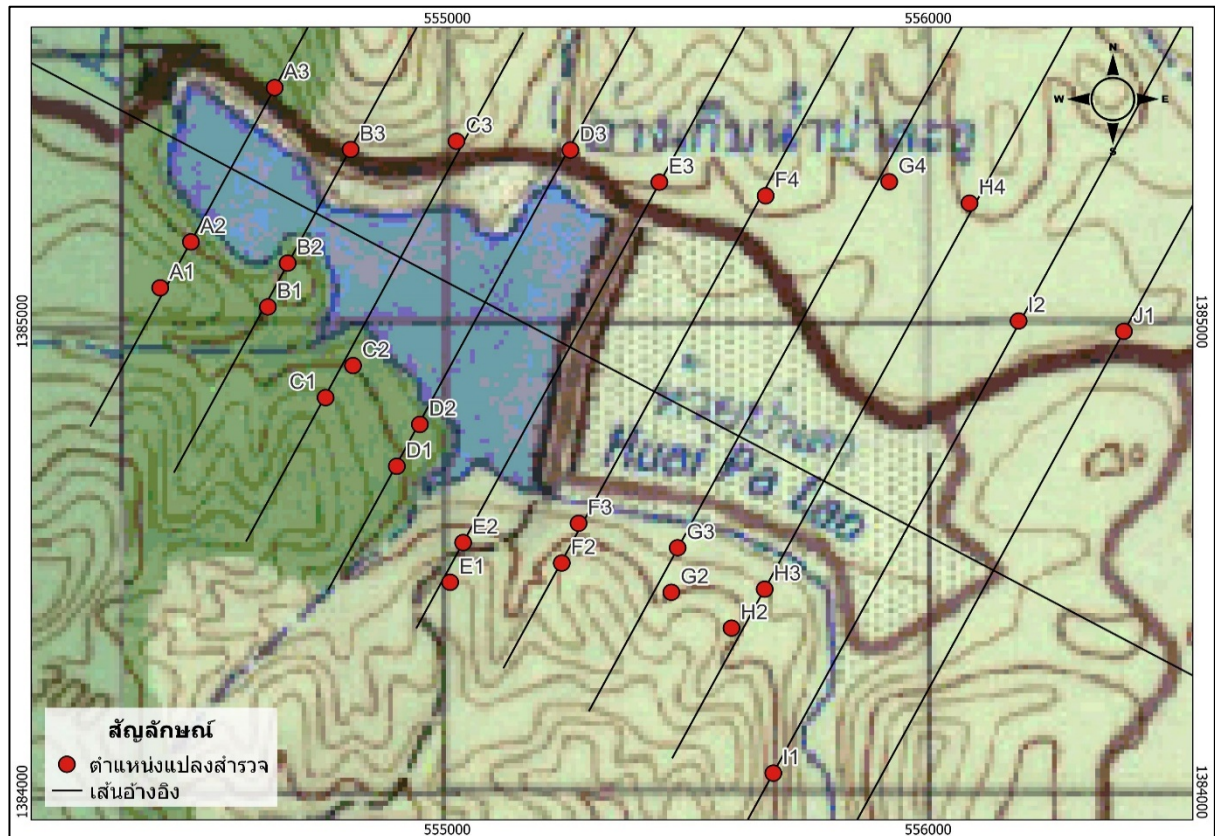 555000
556000
N
W
E
S
A3
B3
C3
D3
E3
F4
G4
H4
A2
A1
B2
B1
I2
J1
1385000
1385000
C2
C1
D2
D1
Huai Pa Lao
F3
E2
G3
F2
E1
G2
H3
H2
I1
สัญลักษณ์
ตำแหน่งแปลงสำรวจ
เส้นอ้างอิง
1384000
1384000
555000
556000